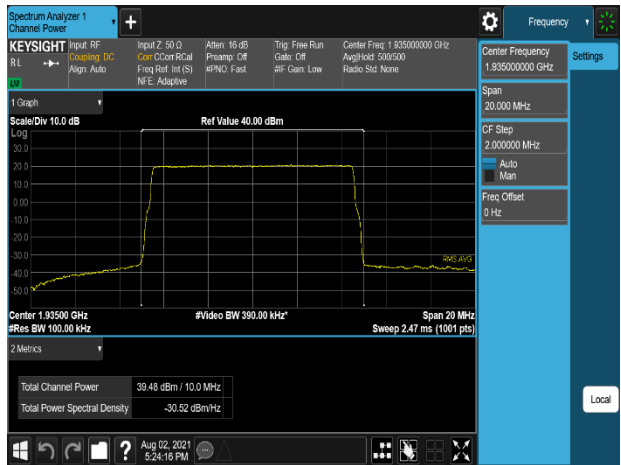 Spectrum Analyzer 1
Channel Power
+
Frequency
KEYSIGHT
RL
Input: RF
Coupling: DC
Align: Auto
Input Z: 50 Ω
Corr CCorr RCal
Freq Ref: Int (S)
NFE: Adaptive
Atten: 16 dB
Preamp: Off
#PNO: Fast
Trig: Free Run
Gate: Off
#IF Gain: Low
Center Freq: 1.935000000 GHz
Avg|Hold: 500/500
Radio Std: None
Center Frequency
1.935000000 GHz
Settings
Span
20.000 MHz
CF Step
2.000000 MHz
Auto
Man
Freq Offset
0 Hz
Local
1 Graph
Scale/Div 10.0 dB
Ref Value 40.00 dBm
Log
30.0
20.0
10.0
0.00
-10.0
-20.0
-30.0
-40.0
-50.0
RMS AVG
Center 1.93500 GHz
#Video BW 390.00 kHz*
Span 20 MHz
#Res BW 100.00 kHz
Sweep 2.47 ms (1001 pts)
2 Metrics
Total Channel Power 39.48 dBm / 10.0 MHz
Total Power Spectral Density -30.52 dBm/Hz
?
Aug 02, 2021
5:24:16 PM